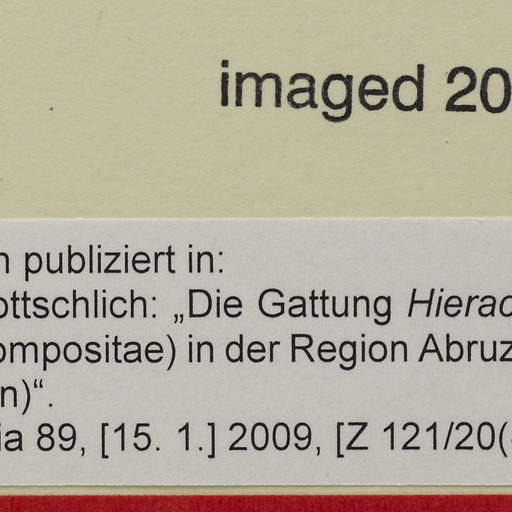 imaged 20
n publiziert in:
ottschlich: „Die Gattung Hierac
ompositae) in der Region Abruz
n)“.
ia 89, [15. 1.] 2009, [Z 121/20(